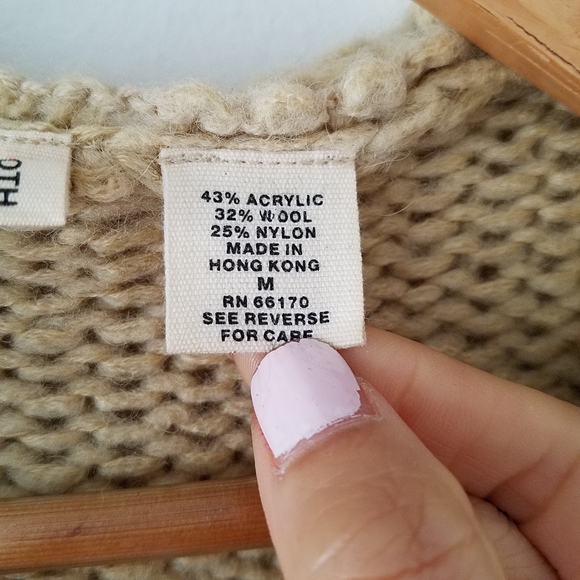 43% ACRYLIC
32% WOOL
25% NYLON
MADE IN
HONG KONG
M
RN 66170
SEE REVERSE
FOR CARE